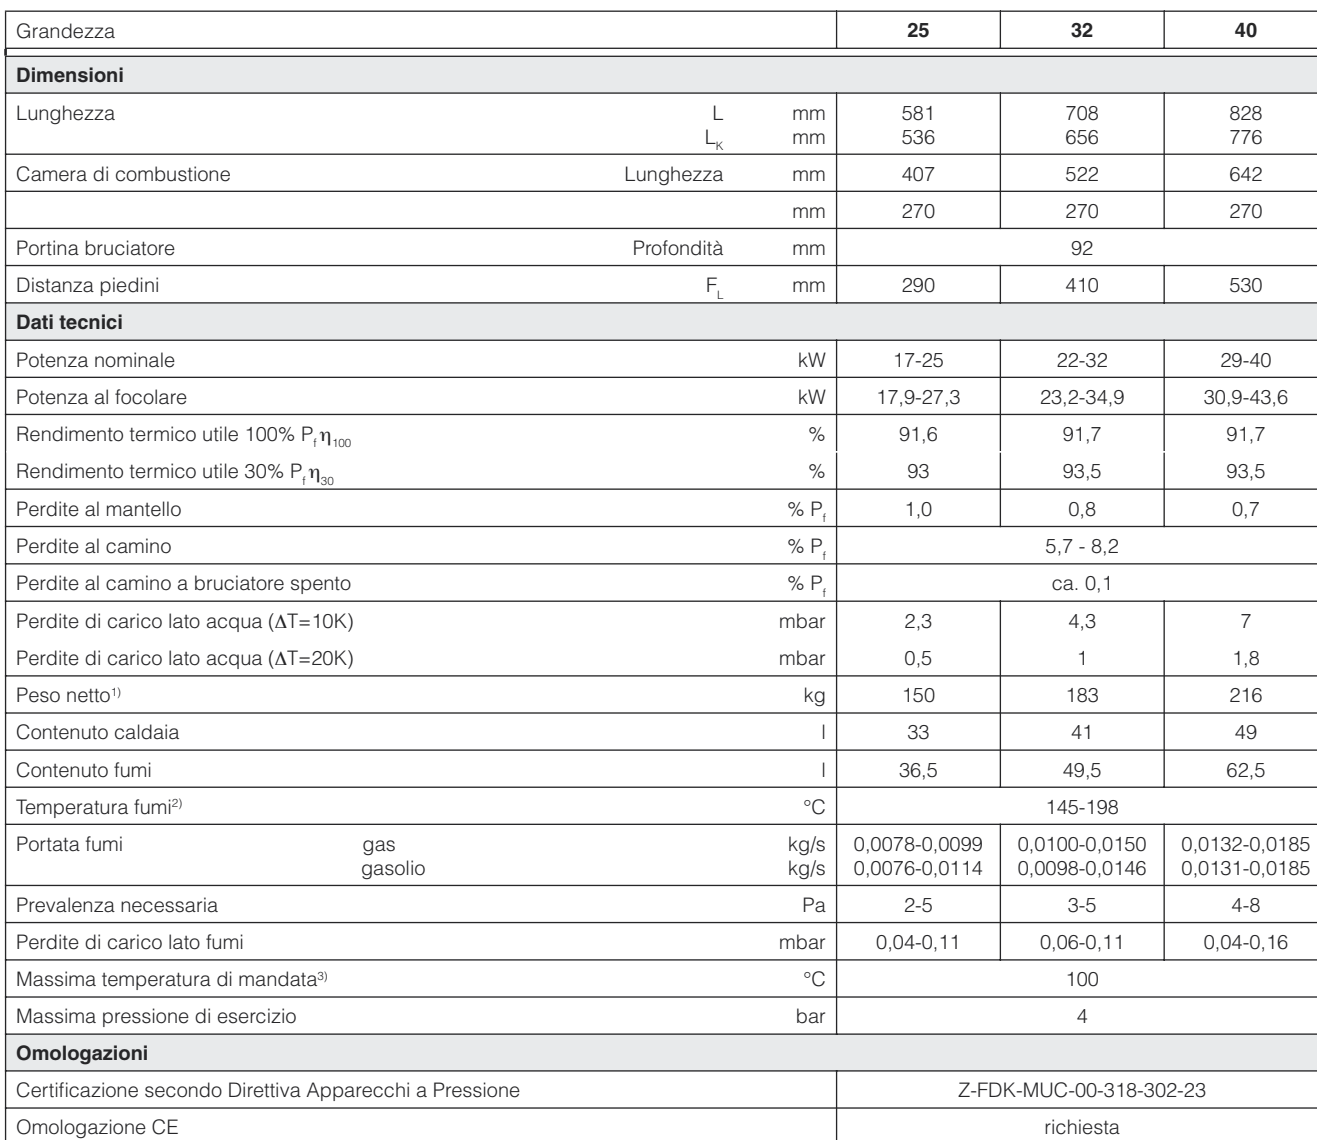 Grandezza 25 32 40
Dimensioni
Lunghezza L mm 581 708 828
L_K mm 536 656 776
Camera di combustione Lunghezza mm 407 522 642
mm 270 270 270
Portina bruciatore Profondità mm 92
Distanza piedini F_L mm 290 410 530
Dati tecnici
Potenza nominale kW 17-25 22-32 29-40
Potenza al focolare kW 17,9-27,3 23,2-34,9 30,9-43,6
Rendimento termico utile 100% P_f η_100 % 91,6 91,7 91,7
Rendimento termico utile 30% P_f η_30 % 93 93,5 93,5
Perdite al mantello % P_f 1,0 0,8 0,7
Perdite al camino % P_f 5,7 - 8,2
Perdite al camino a bruciatore spento % P_f ca. 0,1
Perdite di carico lato acqua (ΔT=10K) mbar 2,3 4,3 7
Perdite di carico lato acqua (ΔT=20K) mbar 0,5 1 1,8
Peso netto¹⁾ kg 150 183 216
Contenuto caldaia l 33 41 49
Contenuto fumi l 36,5 49,5 62,5
Temperatura fumi²⁾ °C 145-198
Portata fumi gas kg/s 0,0078-0,0099 0,0100-0,0150 0,0132-0,0185
gasolio kg/s 0,0076-0,0114 0,0098-0,0146 0,0131-0,0185
Prevalenza necessaria Pa 2-5 3-5 4-8
Perdite di carico lato fumi mbar 0,04-0,11 0,06-0,11 0,04-0,16
Massima temperatura di mandata³⁾ °C 100
Massima pressione di esercizio bar 4
Omologazioni
Certificazione secondo Direttiva Apparecchi a Pressione Z-FDK-MUC-00-318-302-23
Omologazione CE richiesta